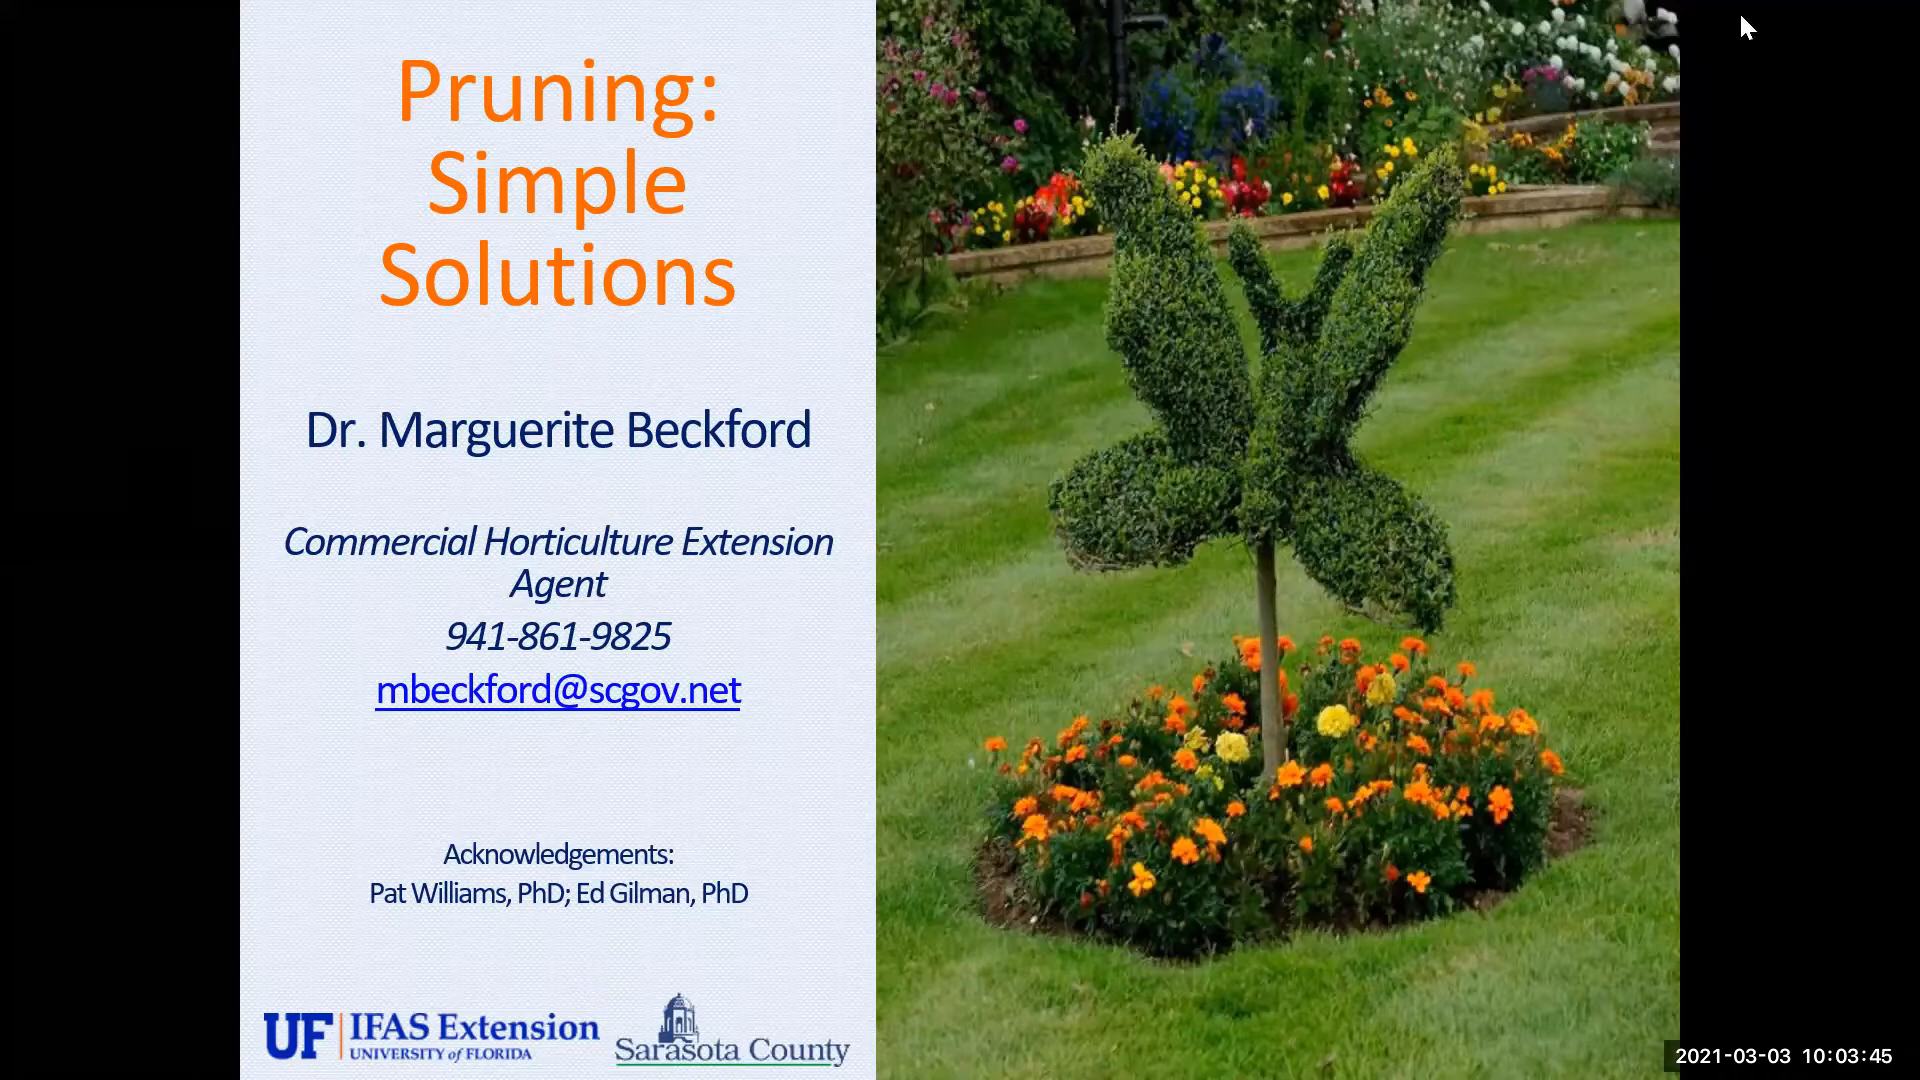 Pruning:
Simple
Solutions
Dr. Marguerite Beckford
Commercial Horticulture Extension
Agent
941-861-9825
mbeckford@scgov.net
Acknowledgements:
Pat Williams, PhD; Ed Gilman, PhD
UF IFAS Extension
UNIVERSITY of FLORIDA
Sarasota County
2021-03-03 10:03:45